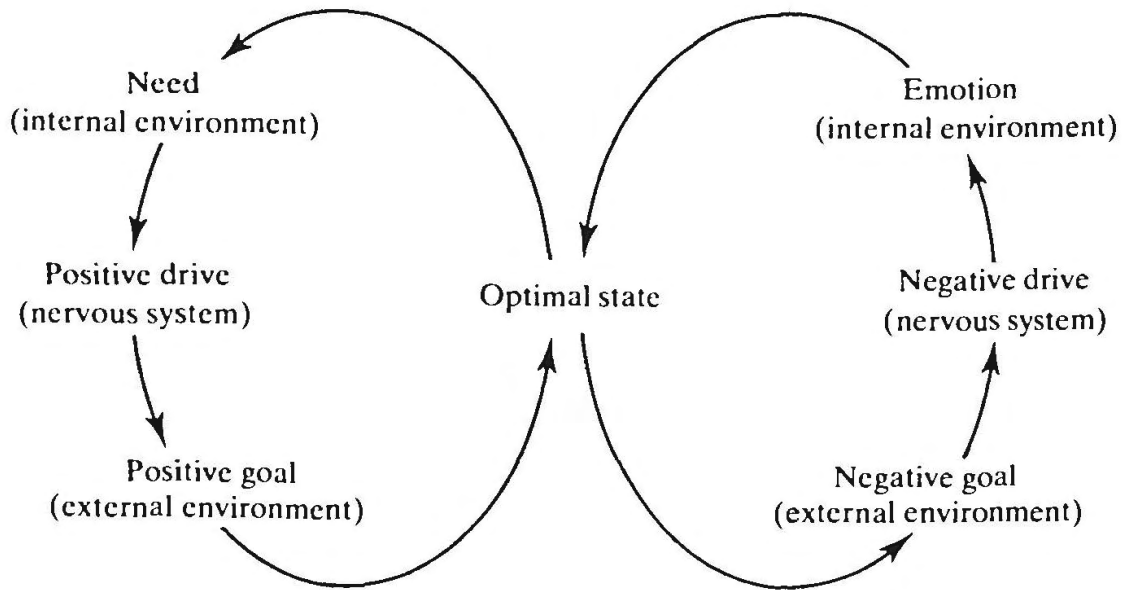 Need
(internal environment)
Positive drive
(nervous system)
Positive goal
(external environment)
Optimal state
Emotion
(internal environment)
Negative drive
(nervous system)
Negative goal
(external environment)